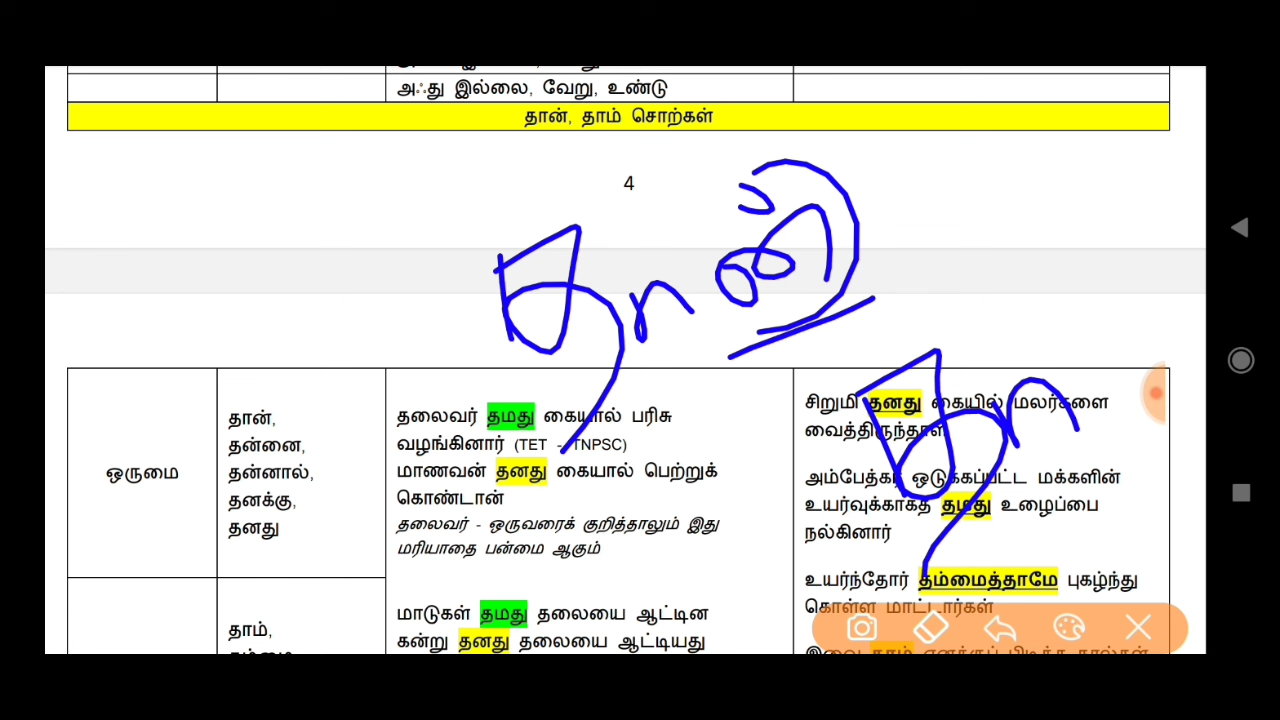 அஃது இல்லை, வேறு, உண்டு
தான், தாம் சொற்கள்
4
ஒருமை
தான்,
தன்னை,
தன்னால்,
தனக்கு,
தனது
தலைவர் தமது கையால் பரிசு
வழங்கினார் (TET - TNPSC)
மாணவன் தனது கையால் பெற்றுக்
கொண்டான்
தலைவர் - ஒருவரைக் குறித்தாலும் இது
மரியாதை பன்மை ஆகும்
சிறுமி தனது கையில் மலர்களை
வைத்திருந்தாள்
அம்பேத்கர் ஒடுக்கப்பட்ட மக்களின்
உயர்வுக்காகத் தமது உழைப்பை
நல்கினார்
உயர்ந்தோர் தம்மைத்தாமே புகழ்ந்து
கொள்ள மாட்டார்கள்
தாம்,
மாடுகள் தமது தலையை ஆட்டின
கன்று தனது தலையை ஆட்டியது